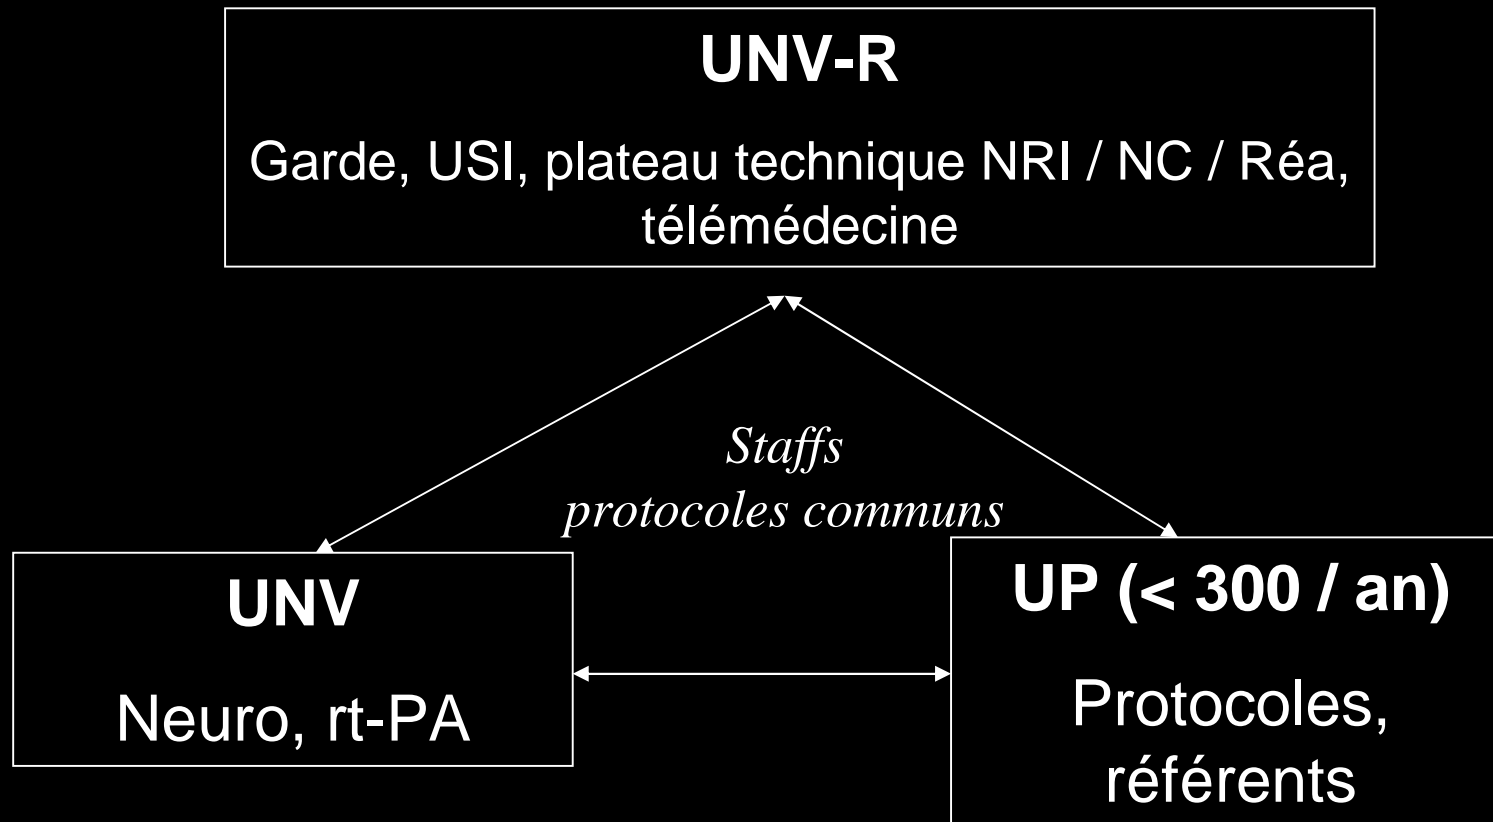 UNV-R
Garde, USI, plateau technique NRI / NC / Réa,
télémédecine
Staffs
protocoles communs
UNV
Neuro, rt-PA
UP (< 300 / an)
Protocoles,
référents